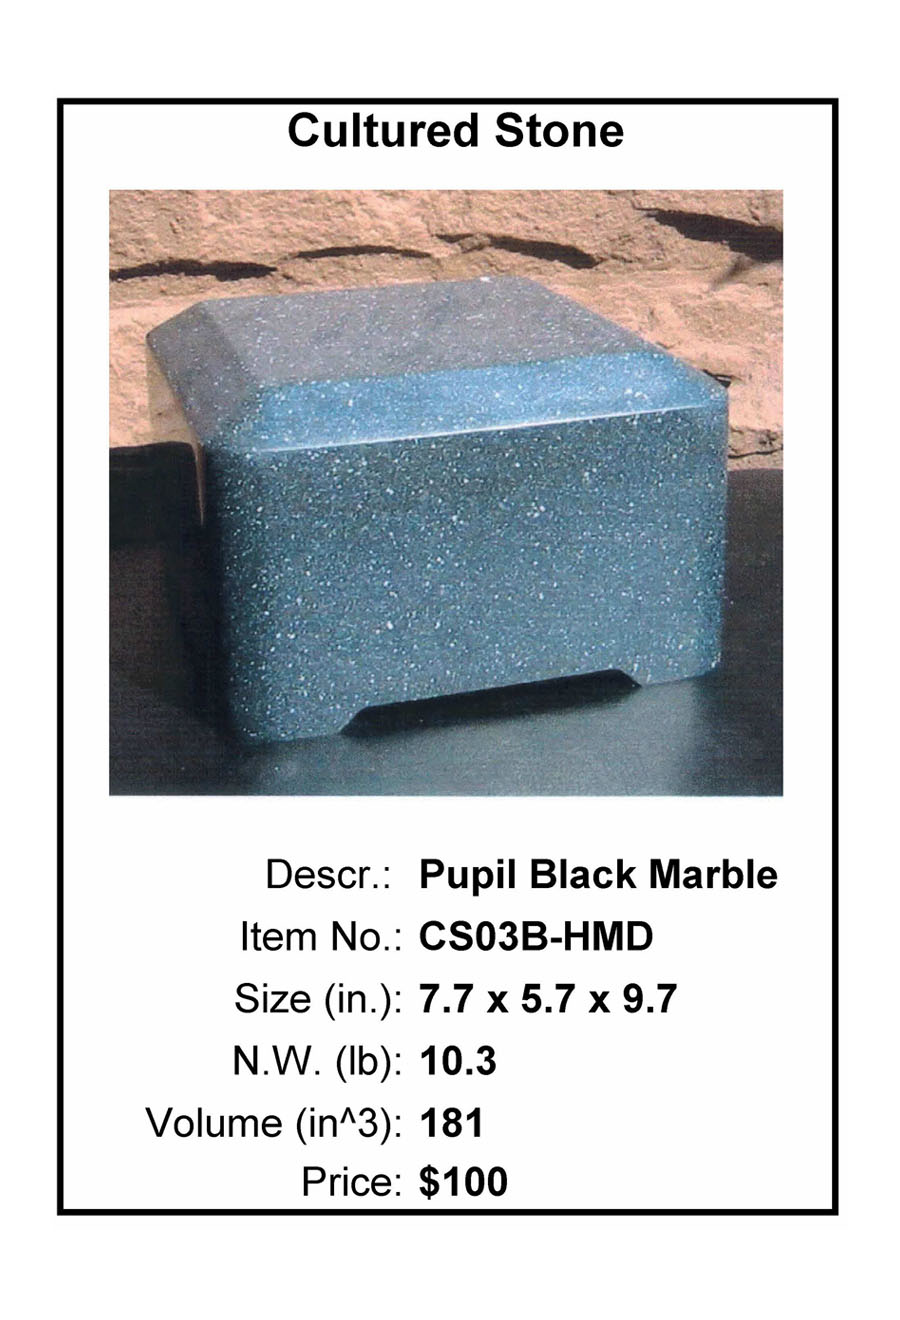 Cultured Stone
Descr.: Pupil Black Marble
Item No.: CS03B-HMD
Size (in.): 7.7 x 5.7 x 9.7
N.W. (lb): 10.3
Volume (in^3): 181
Price: $100